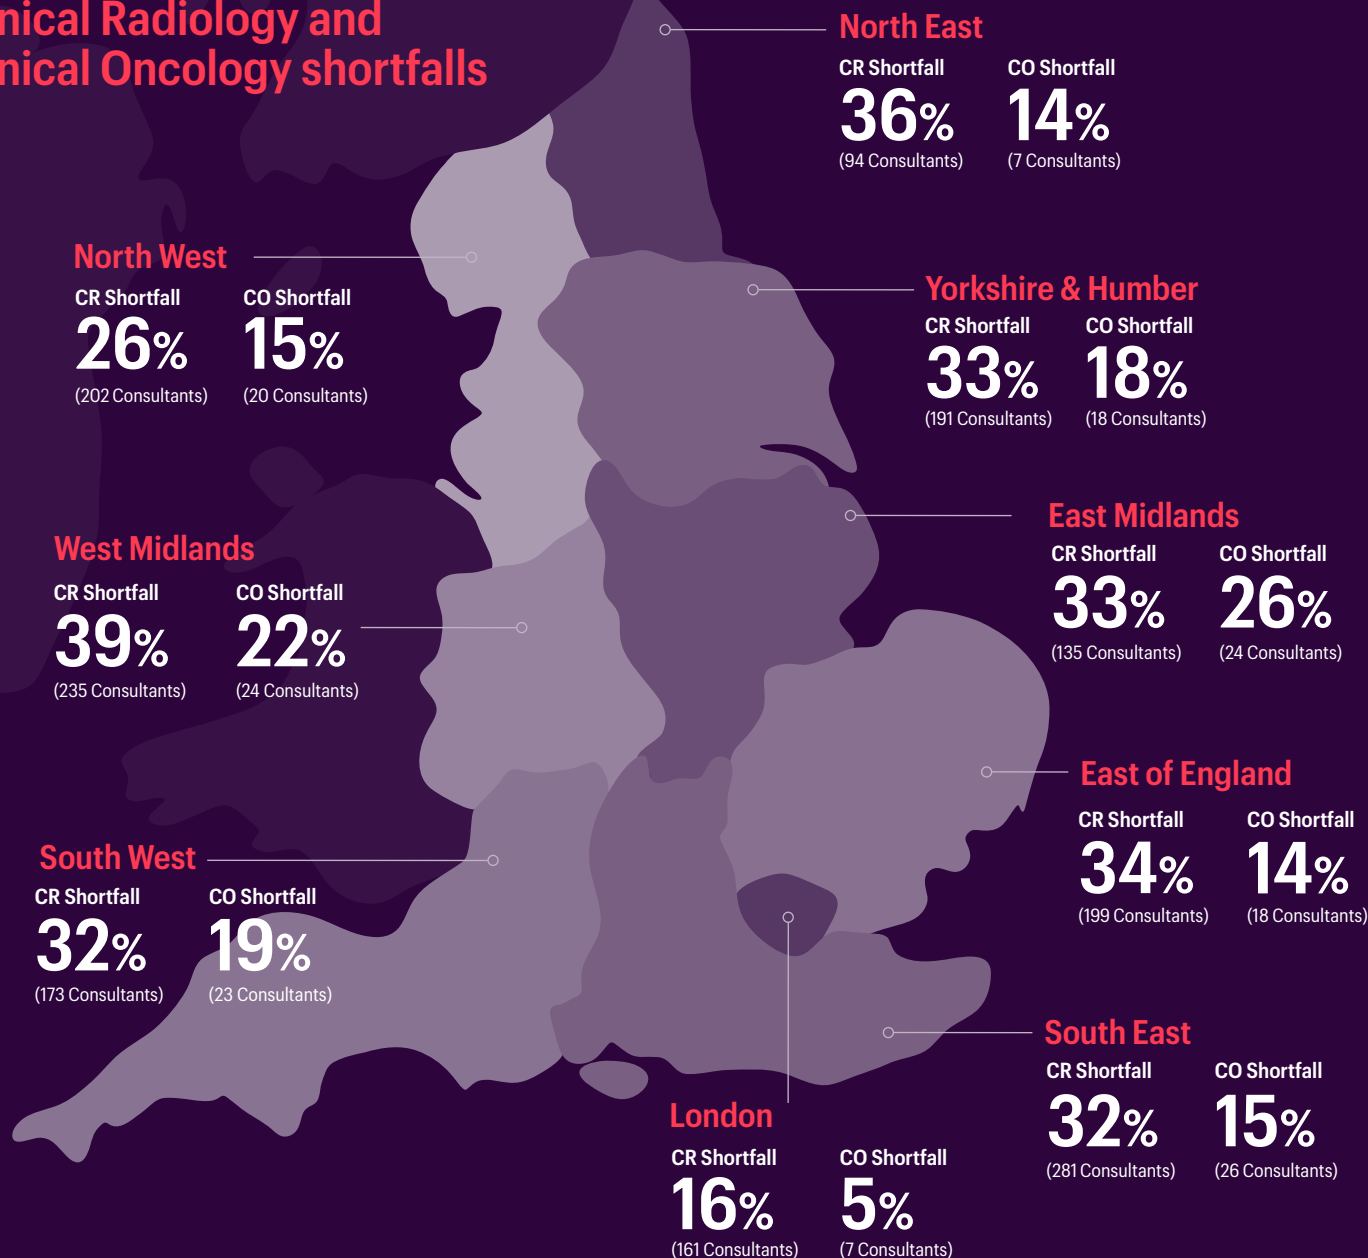 nical Radiology and
nical Oncology shortfalls
North East
CR Shortfall CO Shortfall
36% 14%
(94 Consultants) (7 Consultants)
North West
CR Shortfall CO Shortfall
26% 15%
(202 Consultants) (20 Consultants)
Yorkshire & Humber
CR Shortfall CO Shortfall
33% 18%
(191 Consultants) (18 Consultants)
East Midlands
CR Shortfall CO Shortfall
33% 26%
(135 Consultants) (24 Consultants)
West Midlands
CR Shortfall CO Shortfall
39% 22%
(235 Consultants) (24 Consultants)
East of England
CR Shortfall CO Shortfall
34% 14%
(199 Consultants) (18 Consultants)
South West
CR Shortfall CO Shortfall
32% 19%
(173 Consultants) (23 Consultants)
South East
CR Shortfall CO Shortfall
32% 15%
(281 Consultants) (26 Consultants)
London
CR Shortfall CO Shortfall
16% 5%
(161 Consultants) (7 Consultants)